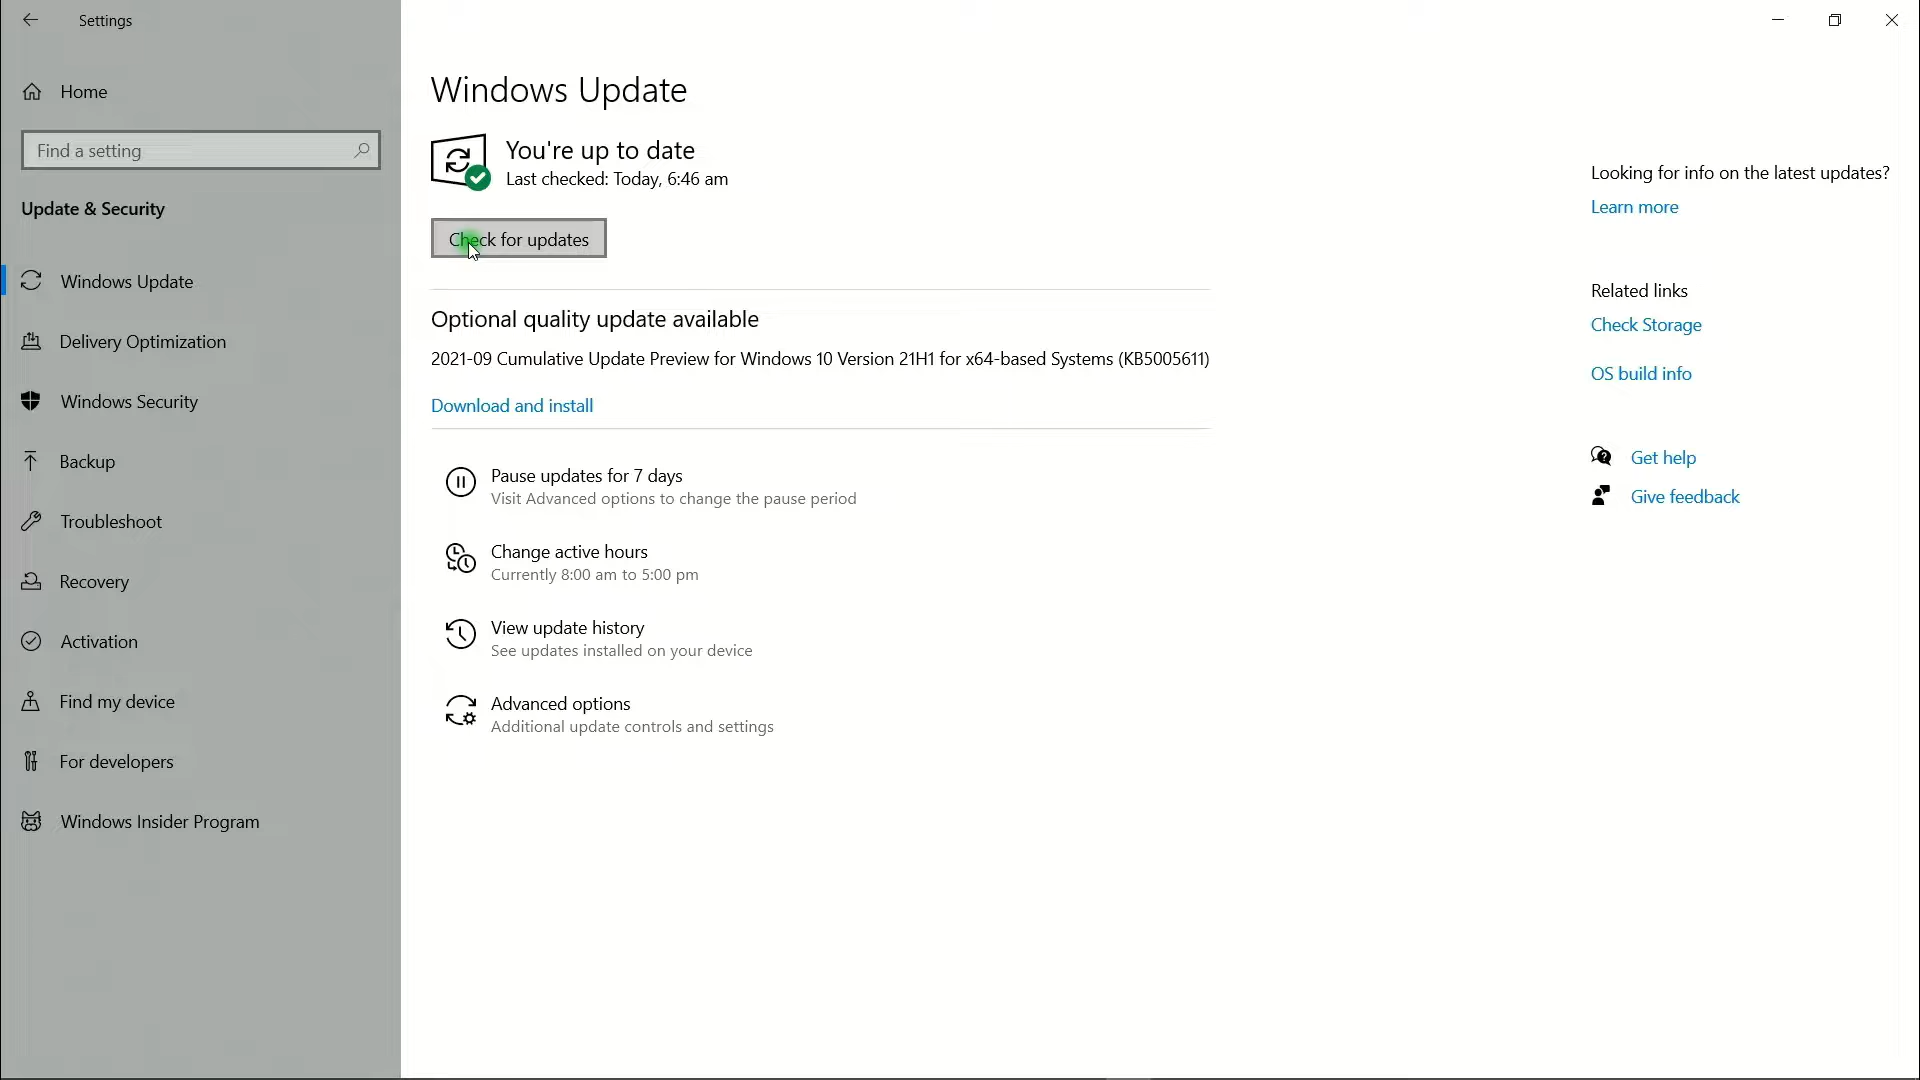 Settings
Home
Find a setting
Update & Security
Windows Update
Delivery Optimization
Windows Security
Backup
Troubleshoot
Recovery
Activation
Find my device
For developers
Windows Insider Program
Windows Update
You're up to date
Last checked: Today, 6:46 am
Check for updates
Optional quality update available
2021-09 Cumulative Update Preview for Windows 10 Version 21H1 for x64-based Systems (KB5005611)
Download and install
Pause updates for 7 days
Visit Advanced options to change the pause period
Change active hours
Currently 8:00 am to 5:00 pm
View update history
See updates installed on your device
Advanced options
Additional update controls and settings
Looking for info on the latest updates?
Learn more
Related links
Check Storage
OS build info
Get help
Give feedback